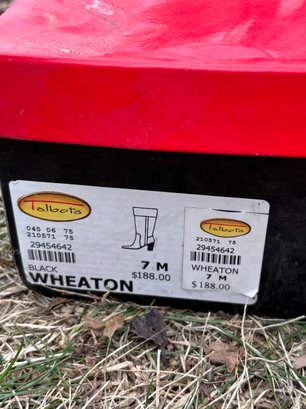 Talbots
045 06 75
210571 75
29454642
BLACK
7 M
$188.00
WHEATON
Talbots
210571 75
29454642
WHEATON
7 M
$188.00